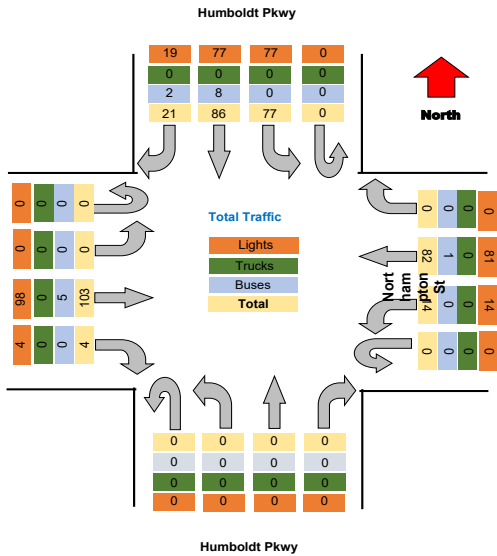 Humboldt Pkwy
19 77 77 0
0 0 0 0
2 8 0 0
21 86 77 0
North
0 0 0 0
0 0 0 0
98 0 5 103
4 0 0 4
Total Traffic
Lights
Trucks
Buses
Total
0 0 0 0
82 1 0 81
14 0 0 14
0 0 0 0
Nort
ham
pton
St
0 0 0 0
0 0 0 0
0 0 0 0
0 0 0 0
Humboldt Pkwy